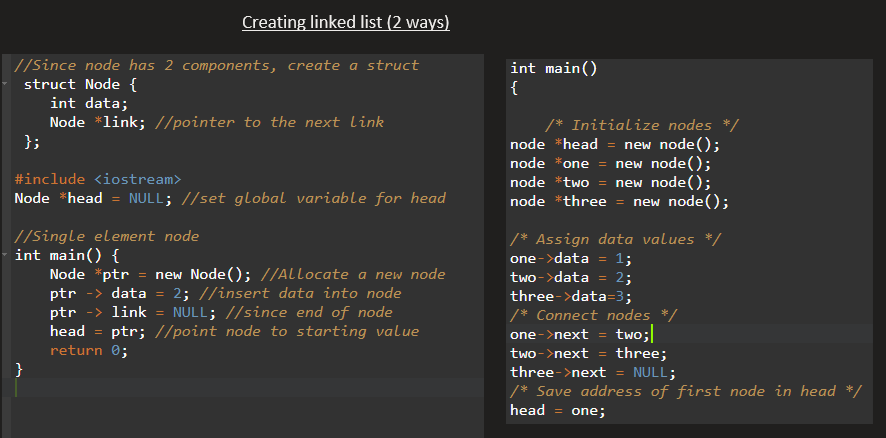 Creating linked list (2 ways)
//Since node has 2 components, create a struct
struct Node {
int data;
Node *link; //pointer to the next link
};
#include <iostream>
Node *head = NULL; //set global variable for head
//Single element node
int main() {
Node *ptr = new Node(); //Allocate a new node
ptr -> data = 2; //insert data into node
ptr -> link = NULL; //since end of node
head = ptr; //point node to starting value
return 0;
}
int main()
{
/* Initialize nodes */
node *head = new node();
node *one = new node();
node *two = new node();
node *three = new node();
/* Assign data values */
one->data = 1;
two->data = 2;
three->data=3;
/* Connect nodes */
one->next = two;
two->next = three;
three->next = NULL;
/* Save address of first node in head */
head = one;